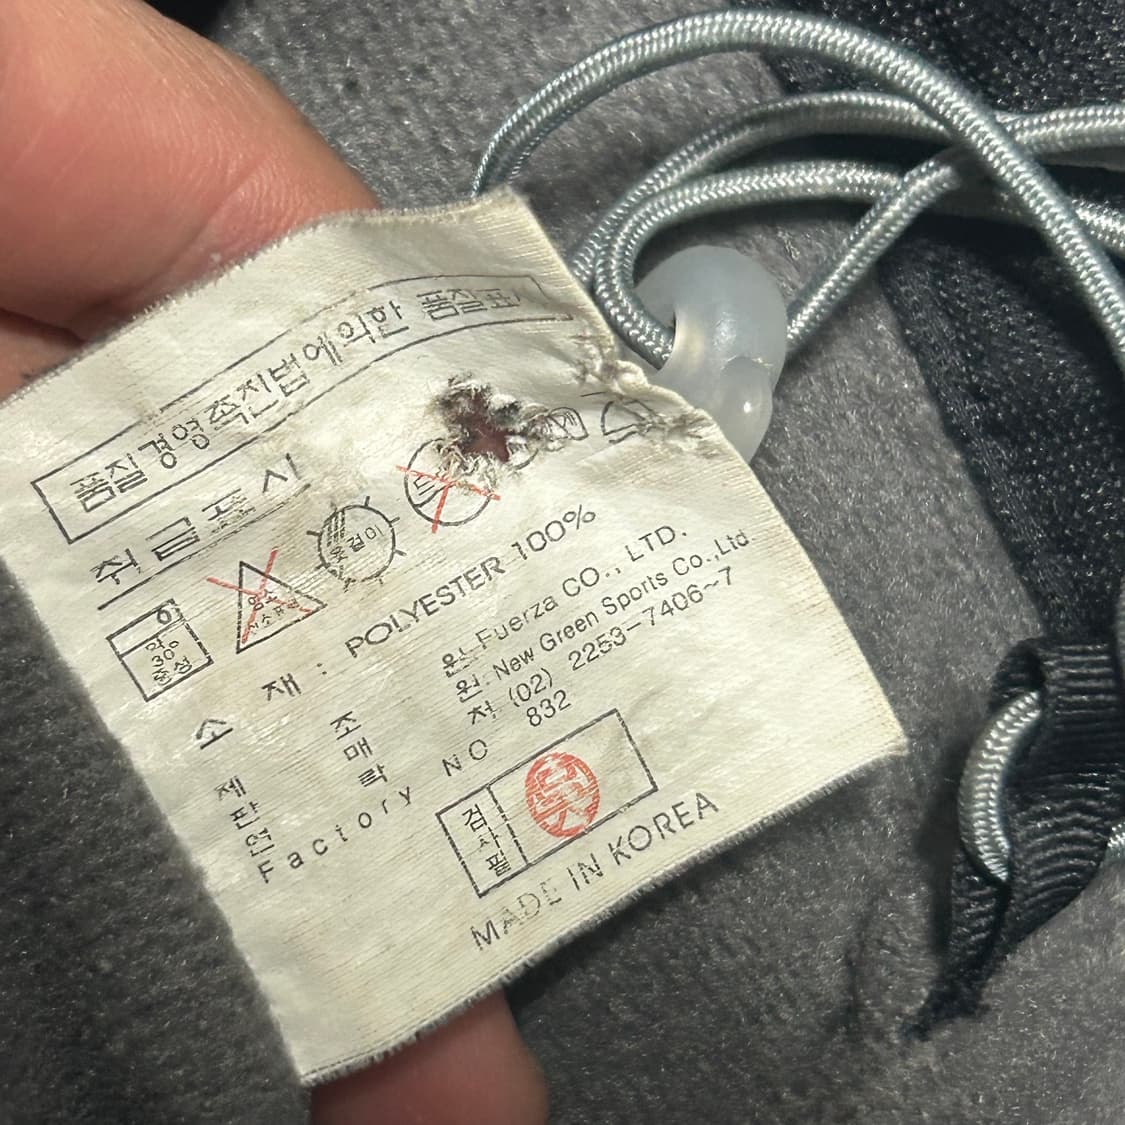 품질경영촉진법에의한 품질표시
취급표시
약 30° 중성
옷걸이
드
소 재 : POLYESTER 100%
제 조 원 : Fuerza CO., LTD.
판 매 원 : New Green Sports Co.,Ltd
연 락 처 (02) 2253-7406~7
Factory NO 832
검사필
MADE IN KOREA